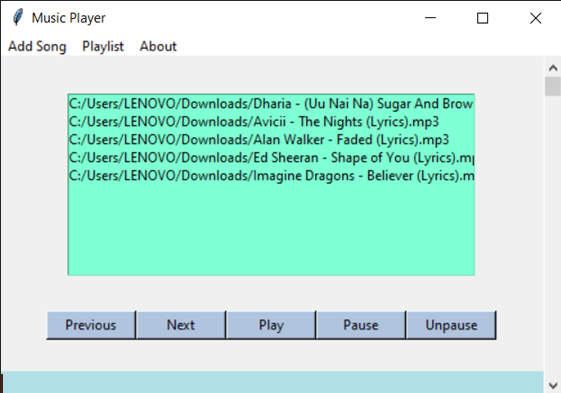 Music Player
Add Song Playlist About
C:/Users/LENOVO/Downloads/Dharia - (Uu Nai Na) Sugar And Brow
C:/Users/LENOVO/Downloads/Avicii - The Nights (Lyrics).mp3
C:/Users/LENOVO/Downloads/Alan Walker - Faded (Lyrics).mp3
C:/Users/LENOVO/Downloads/Ed Sheeran - Shape of You (Lyrics).mp
C:/Users/LENOVO/Downloads/Imagine Dragons - Believer (Lyrics).m
Previous Next Play Pause Unpause